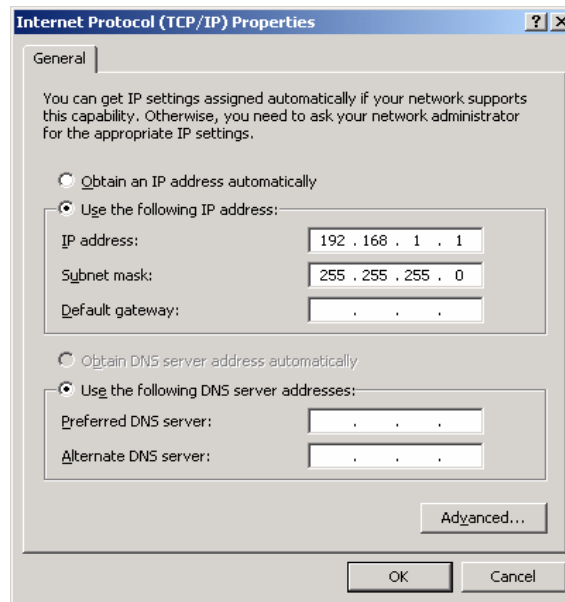 Internet Protocol (TCP/IP) Properties
General
You can get IP settings assigned automatically if your network supports
this capability. Otherwise, you need to ask your network administrator
for the appropriate IP settings.
Obtain an IP address automatically
Use the following IP address:
IP address: 192 . 168 . 1 . 1
Subnet mask: 255 . 255 . 255 . 0
Default gateway: . . .
Obtain DNS server address automatically
Use the following DNS server addresses:
Preferred DNS server: . . .
Alternate DNS server: . . .
Advanced...
OK Cancel